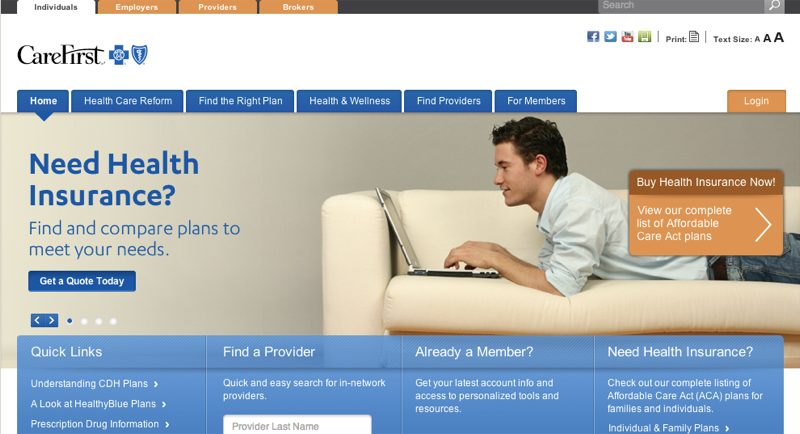 Individuals
Employers
Providers
Brokers
Search
CareFirst
Print:
Text Size: A A A
Home
Health Care Reform
Find the Right Plan
Health & Wellness
Find Providers
For Members
Login
Need Health
Insurance?
Find and compare plans to
meet your needs.
Get a Quote Today
Buy Health Insurance Now!
View our complete
list of Affordable
Care Act plans
Quick Links
Understanding CDH Plans
A Look at HealthyBlue Plans
Prescription Drug Information
Find a Provider
Quick and easy search for in-network
providers.
Provider Last Name
Already a Member?
Get your latest account info and
access to personalized tools and
resources.
Need Health Insurance?
Check out our complete listing of
Affordable Care Act (ACA) plans for
families and individuals.
Individual & Family Plans